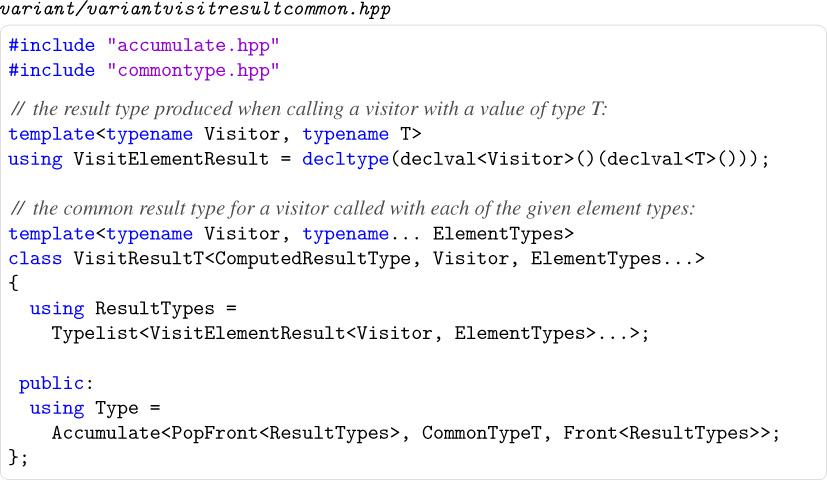 variant/variantvisitresultcommon.hpp
#include "accumulate.hpp"
#include "commontype.hpp"
// the result type produced when calling a visitor with a value of type T:
template<typename Visitor, typename T>
using VisitElementResult = decltype(declval<Visitor>()(declval<T>()));
// the common result type for a visitor called with each of the given element types:
template<typename Visitor, typename... ElementTypes>
class VisitResultT<ComputedResultType, Visitor, ElementTypes...>
{
using ResultTypes =
Typelist<VisitElementResult<Visitor, ElementTypes>...>;
public:
using Type =
Accumulate<PopFront<ResultTypes>, CommonTypeT, Front<ResultTypes>>;
};